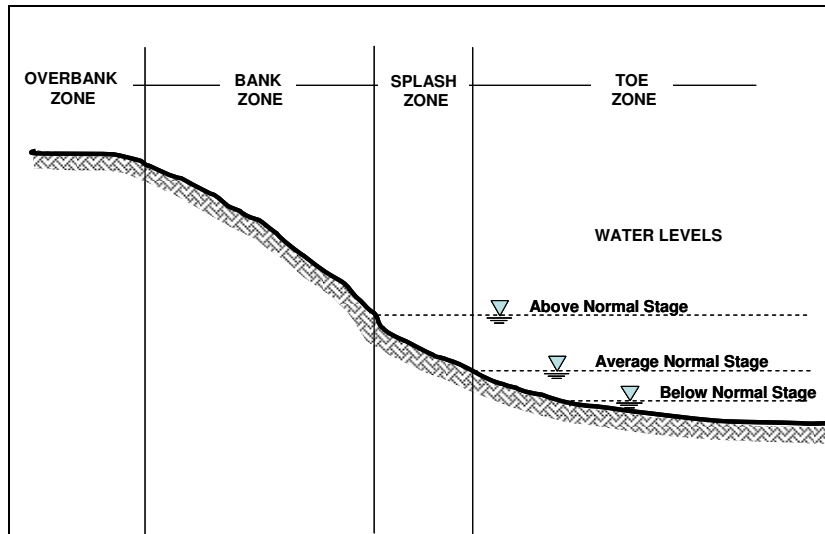 OVERBANK
ZONE
BANK
ZONE
SPLASH
ZONE
TOE
ZONE
WATER LEVELS
Above Normal Stage
Average Normal Stage
Below Normal Stage